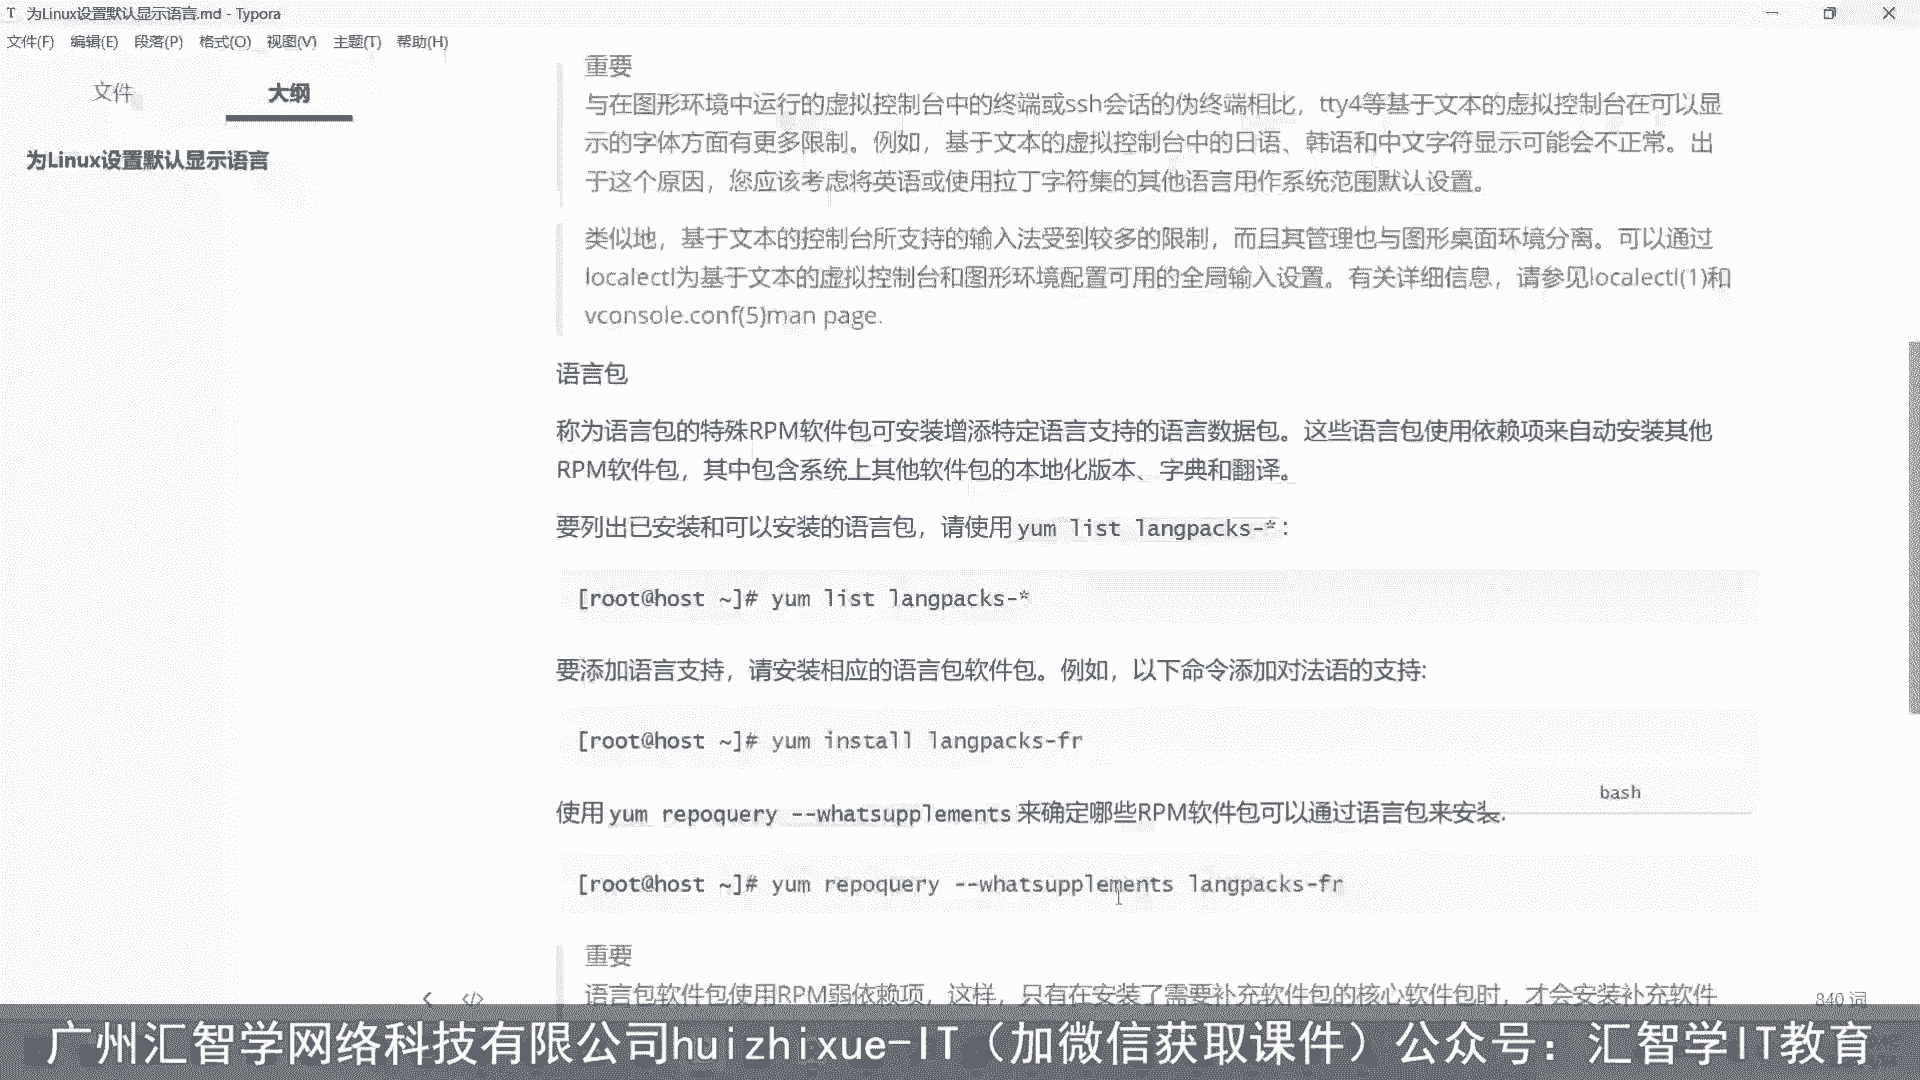 T 为Linux设置默认显示语言.md - Typora
文件(F) 编辑(E) 段落(P) 格式(O) 视图(V) 主题(T) 帮助(H)
文件 大纲
为Linux设置默认显示语言
重要
与在图形环境中运行的虚拟控制台中的终端或ssh会话的伪终端相比，tty4等基于文本的虚拟控制台在可以显
示的字体方面有更多限制。例如，基于文本的虚拟控制台中的日语、韩语和中文字符显示可能会不正常。出
于这个原因，您应该考虑将英语或使用拉丁字符集的其他语言用作系统范围默认设置。
类似地，基于文本的控制台所支持的输入法受到较多的限制，而且其管理也与图形桌面环境分离。可以通过
localectl为基于文本的虚拟控制台和图形环境配置可用的全局输入设置。有关详细信息，请参见localectl(1)和
vconsole.conf(5)man page.
语言包
称为语言包的特殊RPM软件包可安装增添特定语言支持的语言数据包。这些语言包使用依赖项来自动安装其他
RPM软件包，其中包含系统上其他软件包的本地化版本、字典和翻译。
要列出已安装和可以安装的语言包，请使用yum list langpacks-*:
[root@host ~]# yum list langpacks-*
要添加语言支持，请安装相应的语言包软件包。例如，以下命令添加对法语的支持:
[root@host ~]# yum install langpacks-fr
bash
使用yum repoquery --whatsupplements来确定哪些RPM软件包可以通过语言包来安装.
[root@host ~]# yum repoquery --whatsupplements langpacks-fr
重要
语言包软件包使用RPM弱依赖项，这样，只有在安装了需要补充软件包的核心软件包时，才会安装补充软件
840 词
广州汇智学网络科技有限公司huizhixue-IT（加微信获取课件）公众号：汇智学IT教育